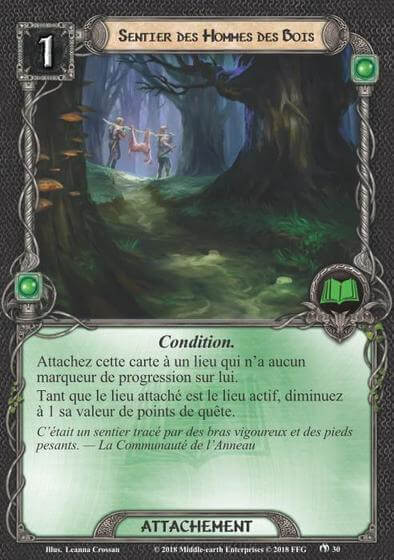 1
SENTIER DES HOMMES DES BOIS
Condition.
Attachez cette carte à un lieu qui n'a aucun
marqueur de progression sur lui.
Tant que le lieu attaché est le lieu actif, diminuez
à 1 sa valeur de points de quête.
C'était un sentier tracé par des bras vigoureux et des pieds
pesants. — La Communauté de l'Anneau
ATTACHEMENT
Illus. Leanna Crossan © 2018 Middle-earth Enterprises © 2018 FFG 30